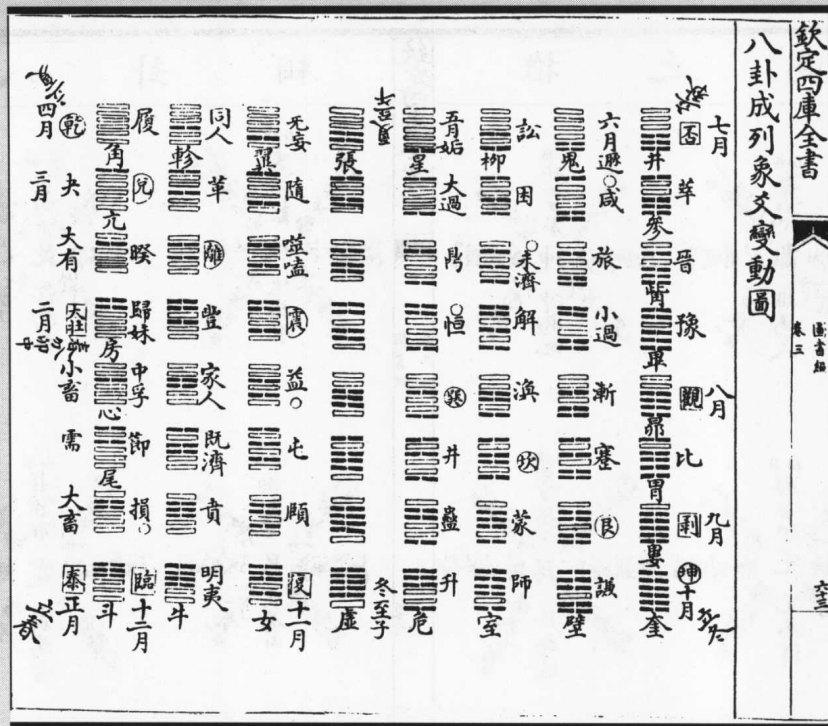 欽定四庫全書
圖書編
卷三
八卦成列象爻變動圖
七月
否
井
萃
參
晉
觜
豫
畢
八月
觀
昴
比
胃
九月
剝
婁
坤
十月
奎
六月遯
鬼
咸
旅
小過
漸
蹇
艮
謙
壁
訟
柳
困
未濟
解
渙
坎
蒙
師
室
五月姤
星
大過
鼎
恒
巽
井
蠱
升
危
張
冬至子
虛
无妄
翼
隨
噬嗑
震
益
屯
頤
復
十一月
女
同人
軫
革
離
豐
家人
既濟
賁
明夷
牛
履
角
兌
亢
睽
歸妹
房
中孚
心
節
尾
損
臨
十二月
斗
四月
乾
三月
夬
大有
二月
大壯
小畜
需
大畜
泰
正月